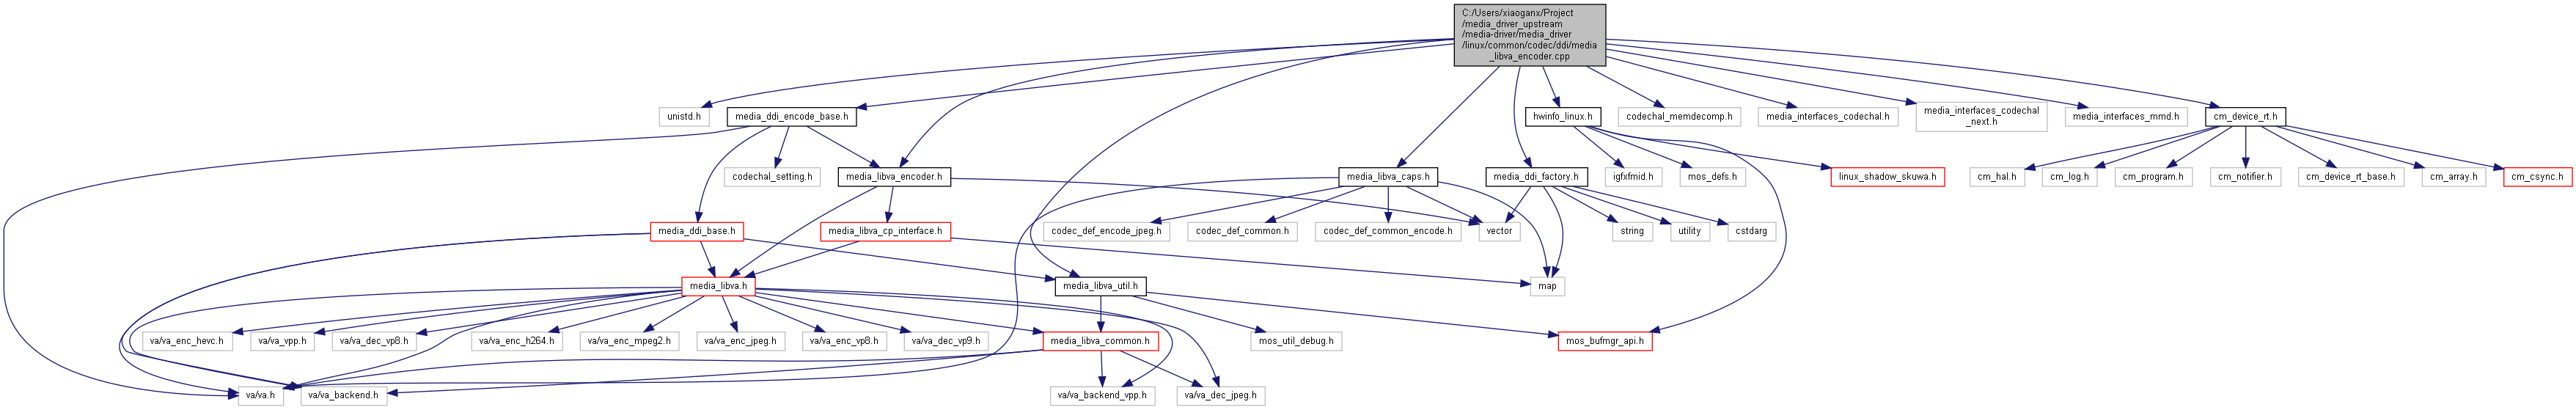 C:/Users/xiaoganx/Project
/media_driver_upstream
/media-driver/media_driver
/linux/common/codec/ddi/media
_libva_encoder.cpp
unistd.h
media_ddi_encode_base.h
hwinfo_linux.h
codechal_memdecomp.h
media_interfaces_codechal.h
media_interfaces_codechal
_next.h
media_interfaces_mmd.h
cm_device_rt.h
codechal_setting.h
media_libva_encoder.h
media_libva_caps.h
media_ddi_factory.h
igfxfmid.h
mos_defs.h
linux_shadow_skuwa.h
cm_hal.h
cm_log.h
cm_program.h
cm_notifier.h
cm_device_rt_base.h
cm_array.h
cm_csync.h
media_ddi_base.h
media_libva_cp_interface.h
codec_def_encode_jpeg.h
codec_def_common.h
codec_def_common_encode.h
vector
string
utility
cstdarg
media_libva.h
media_libva_util.h
map
va/va_enc_hevc.h
va/va_vpp.h
va/va_dec_vp8.h
va/va_enc_h264.h
va/va_enc_mpeg2.h
va/va_enc_jpeg.h
va/va_enc_vp8.h
va/va_dec_vp9.h
media_libva_common.h
mos_util_debug.h
mos_bufmgr_api.h
va/va.h
va/va_backend.h
va/va_backend_vpp.h
va/va_dec_jpeg.h